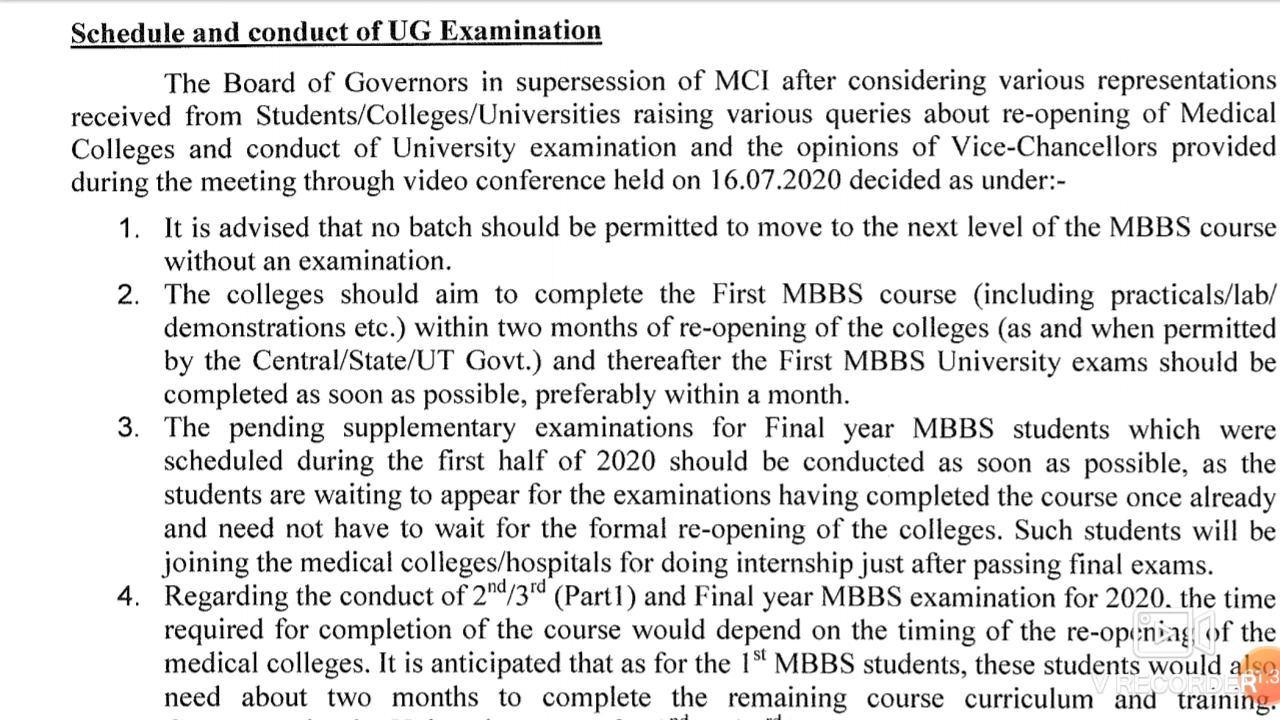 Schedule and conduct of UG Examination
The Board of Governors in supersession of MCI after considering various representations
received from Students/Colleges/Universities raising various queries about re-opening of Medical
Colleges and conduct of University examination and the opinions of Vice-Chancellors provided
during the meeting through video conference held on 16.07.2020 decided as under:-
1. It is advised that no batch should be permitted to move to the next level of the MBBS course
without an examination.
2. The colleges should aim to complete the First MBBS course (including practicals/lab/
demonstrations etc.) within two months of re-opening of the colleges (as and when permitted
by the Central/State/UT Govt.) and thereafter the First MBBS University exams should be
completed as soon as possible, preferably within a month.
3. The pending supplementary examinations for Final year MBBS students which were
scheduled during the first half of 2020 should be conducted as soon as possible, as the
students are waiting to appear for the examinations having completed the course once already
and need not have to wait for the formal re-opening of the colleges. Such students will be
joining the medical colleges/hospitals for doing internship just after passing final exams.
4. Regarding the conduct of 2nd/3rd (Part1) and Final year MBBS examination for 2020. the time
required for completion of the course would depend on the timing of the re-opening of the
medical colleges. It is anticipated that as for the 1st MBBS students, these students would also
need about two months to complete the remaining course curriculum and training.
V RECORDER